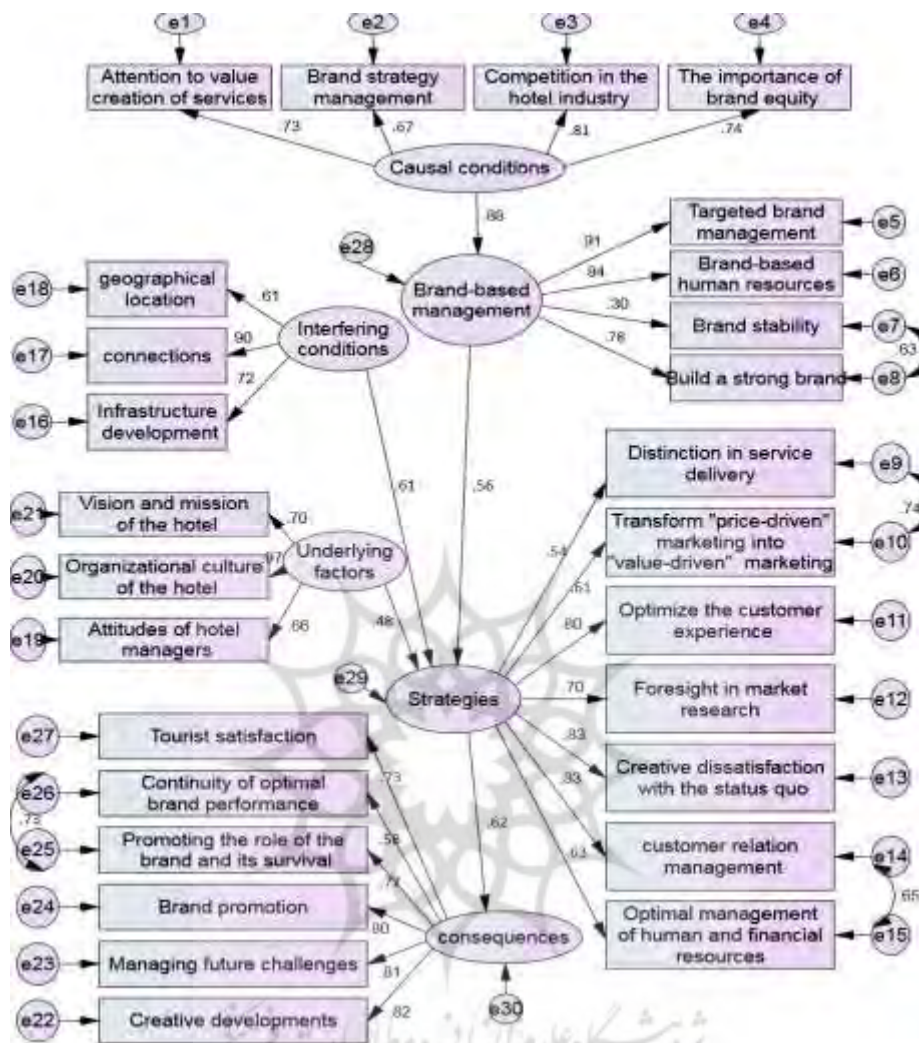 e1
e2
e3
e4
Attention to value
creation of services
Brand strategy
management
Competition in the
hotel industry
The importance of
brand equity
.73
.67
.81
.74
Causal conditions
.88
e28
Brand-based
management
.91
.94
.30
.78
Targeted brand
management
e5
Brand-based
human resources
e6
Brand stability
e7
.63
Build a strong brand
e8
e18
geographical
location
.61
e17
connections
.90
e16
Infrastructure
development
.72
Interfering
conditions
.61
.56
e21
Vision and mission
of the hotel
.70
e20
Organizational culture
of the hotel
.97
e19
Attitudes of hotel
managers
.66
Underlying
factors
.48
e29
Strategies
.54
.61
.80
.70
.83
.63
.62
Distinction in service
delivery
e9
.74
Transform "price-driven"
marketing into
"value-driven" marketing
e10
Optimize the customer
experience
e11
Foresight in market
research
e12
Creative dissatisfaction
with the status quo
e13
customer relation
management
e14
.65
Optimal management
of human and financial
resources
e15
e27
Tourist satisfaction
.73
e26
Continuity of optimal
brand performance
.58
e25
Promoting the role of the
brand and its survival
.77
e24
Brand promotion
.80
e23
Managing future challenges
.81
e22
Creative developments
.82
consequences
e30